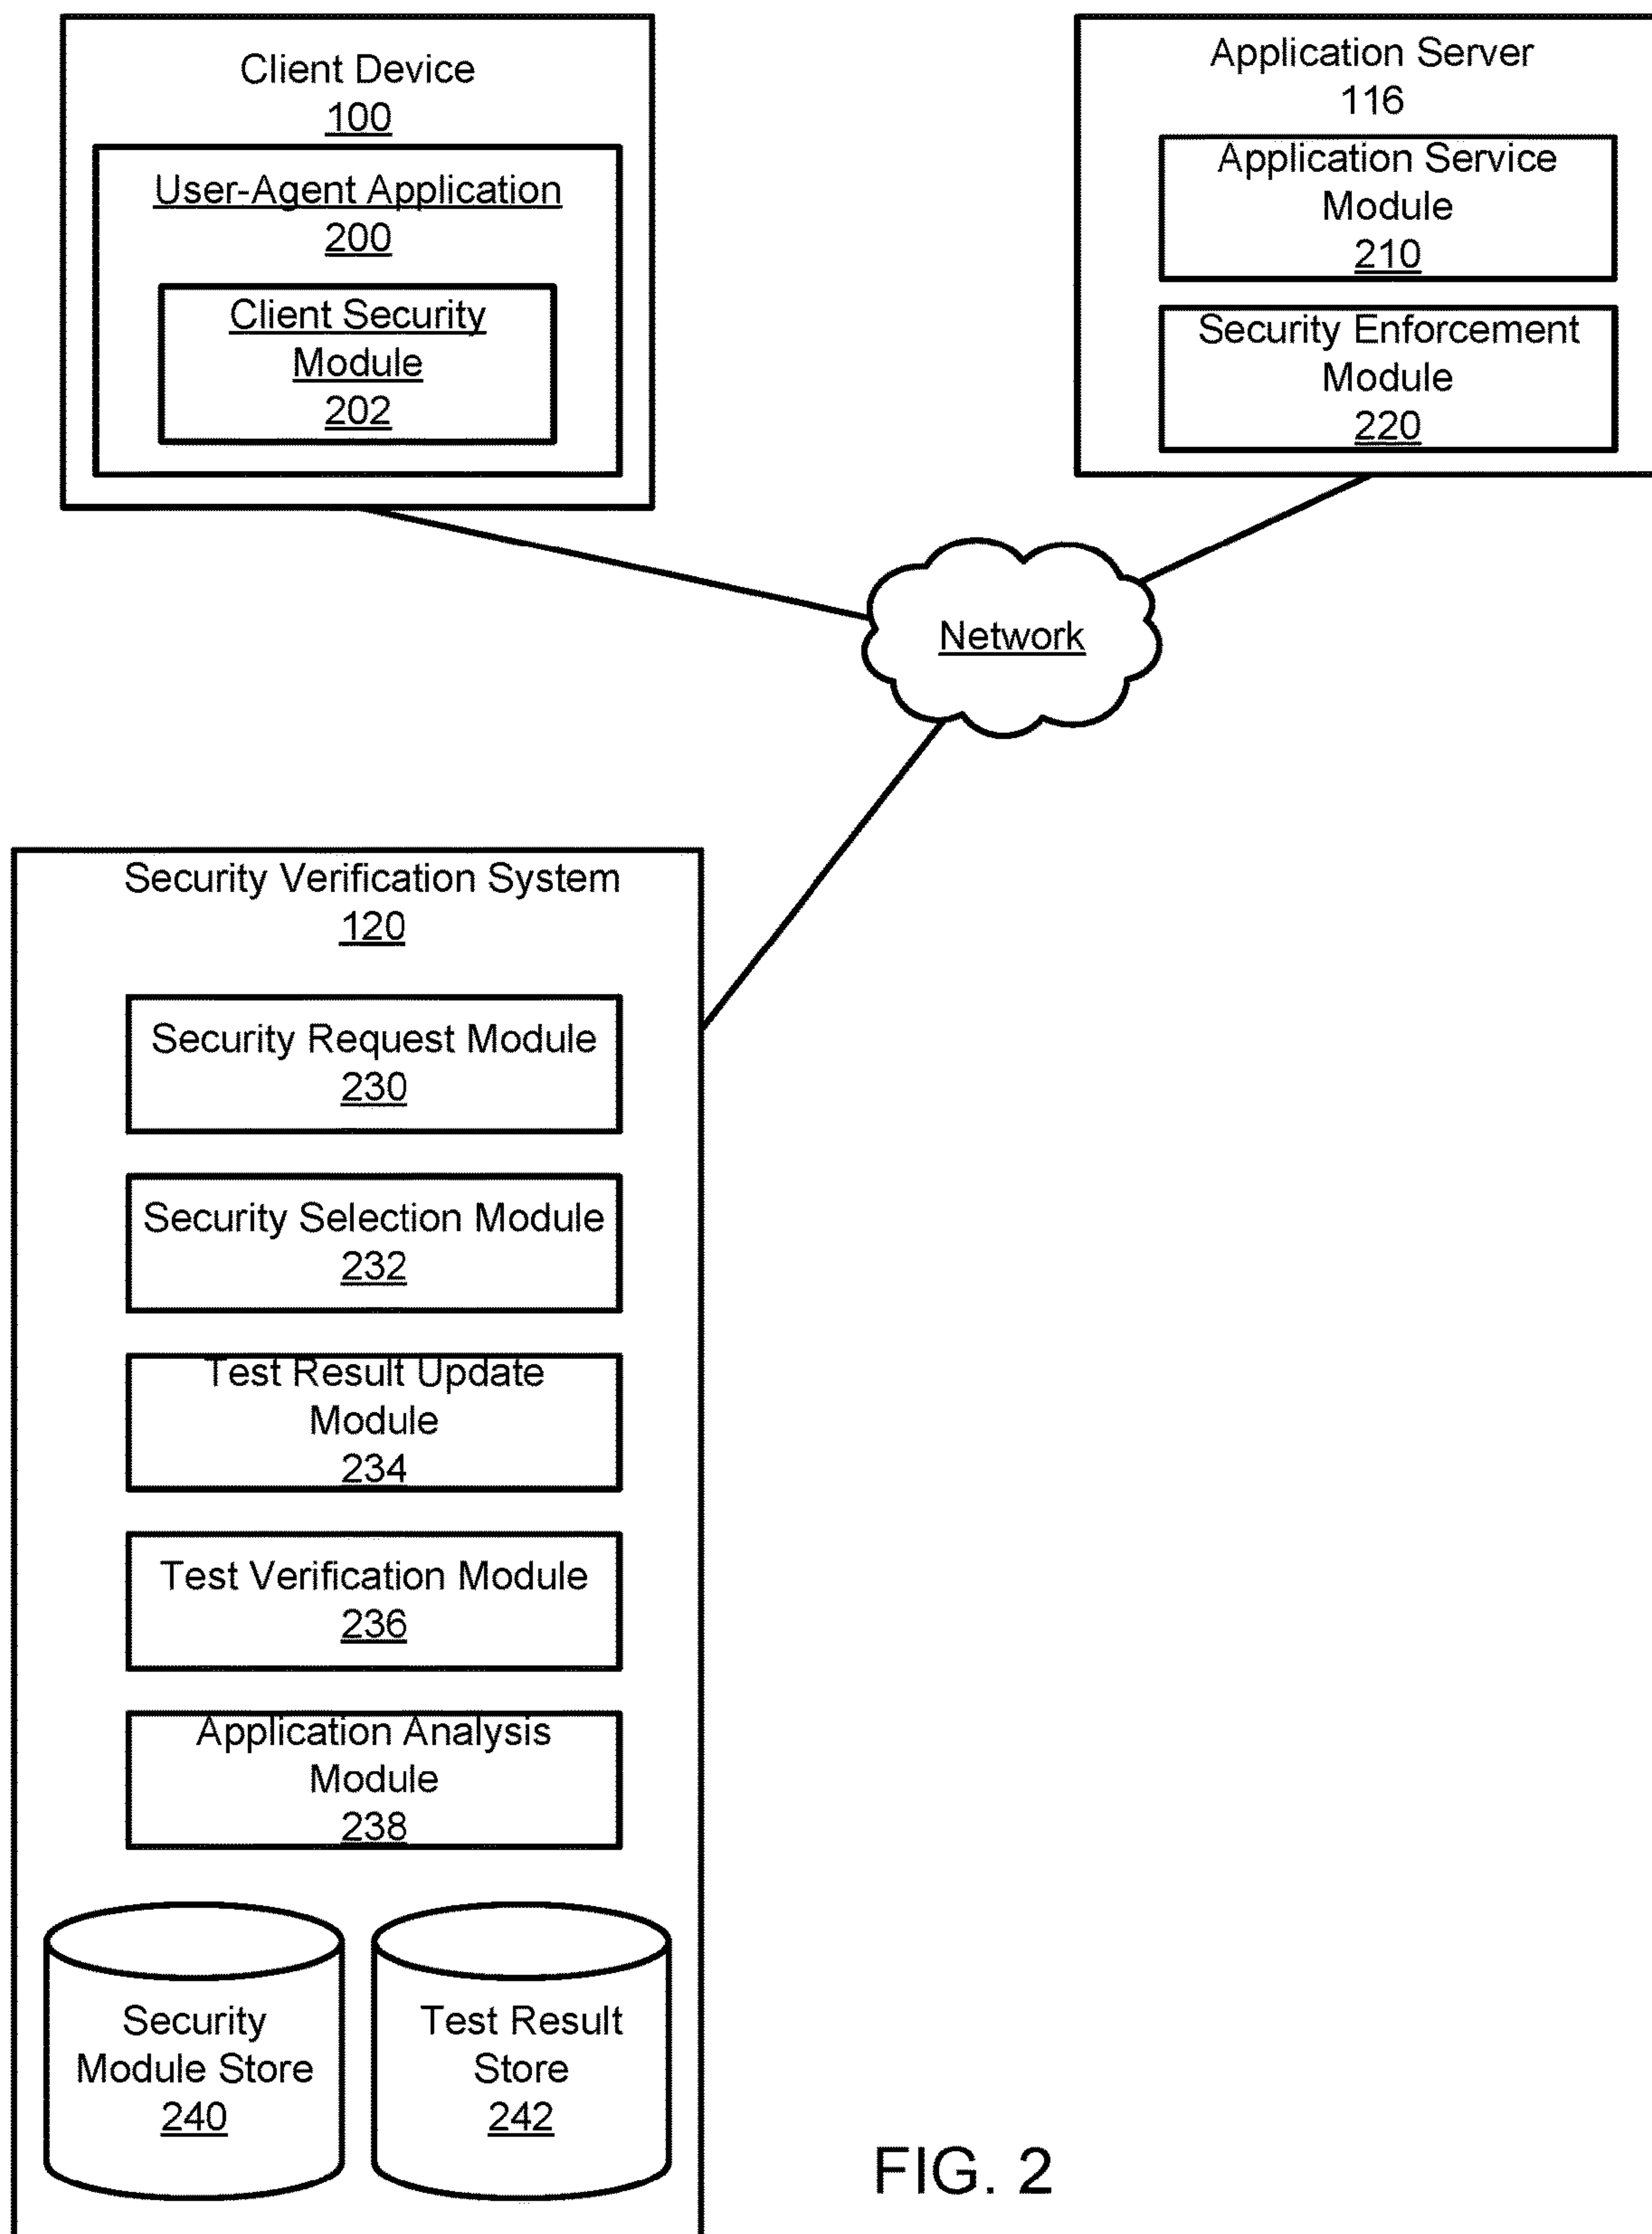 Client Device
100
User-Agent Application
200
Client Security
Module
202
Application Server
116
Application Service
Module
210
Security Enforcement
Module
220
Network
Security Verification System
120
Security Request Module
230
Security Selection Module
232
Test Result Update
Module
234
Test Verification Module
236
Application Analysis
Module
238
Security
Module Store
240
Test Result
Store
242
FIG. 2